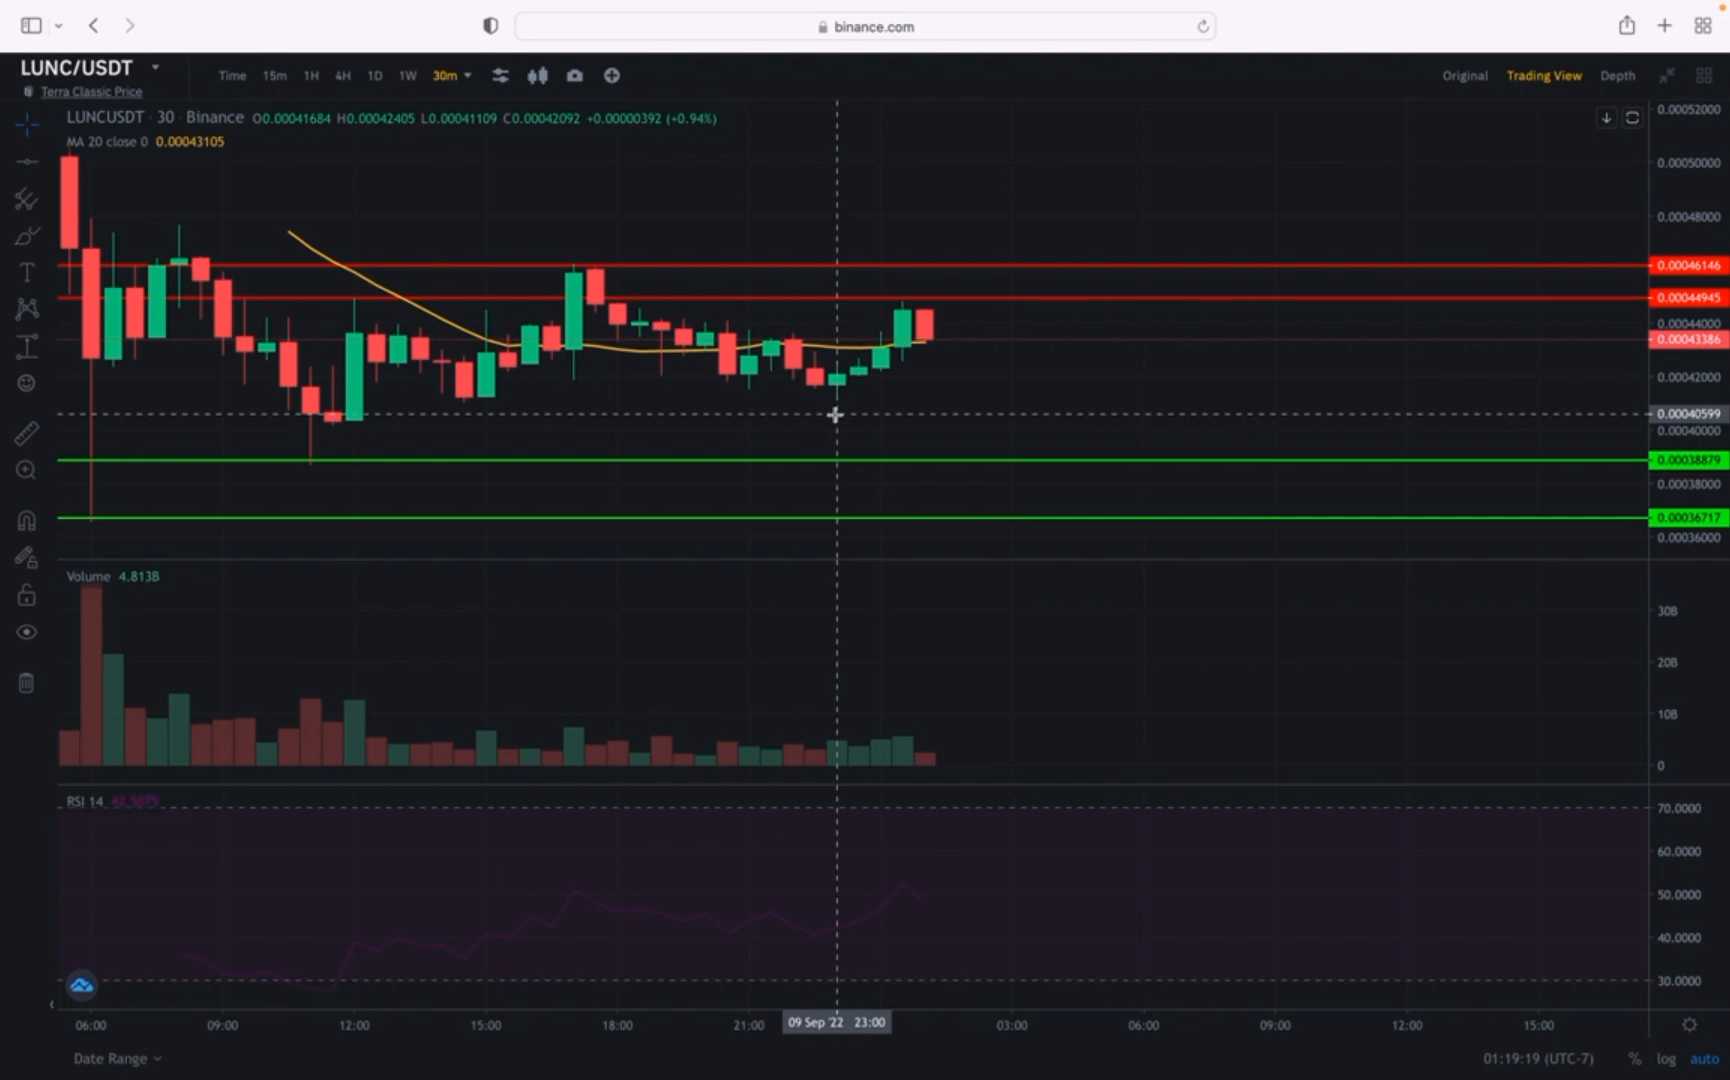 binance.com
LUNC/USDT
Time 15m 1H 4H 1D 1W 30m
Original Trading View Depth
Terra Classic Price
LUNCUSDT · 30 · Binance O0.00041684 H0.00042405 L0.00041109 C0.00042092 +0.00000392 (+0.94%)
MA 20 close 0 0.00043105
0.00052000
0.00050000
0.00048000
0.00046146
0.00044945
0.00044000
0.00043386
0.00042000
0.00040599
0.00040000
0.00038879
0.00038000
0.00036717
0.00036000
Volume 4.813B
30B
20B
10B
0
RSI 14
70.0000
60.0000
50.0000
40.0000
30.0000
06:00 09:00 12:00 15:00 18:00 21:00 09 Sep '22 23:00 03:00 06:00 09:00 12:00 15:00
Date Range 01:19:19 (UTC-7) % log auto